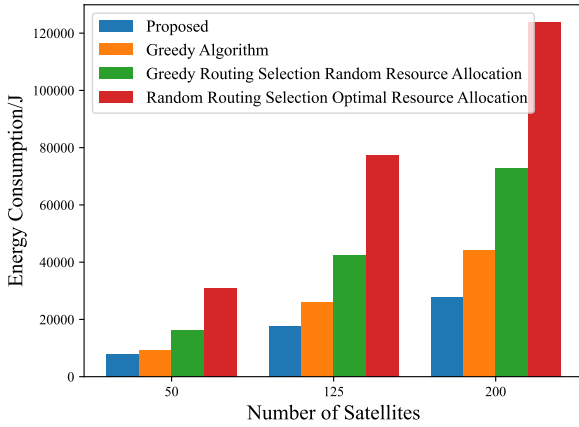 Proposed
Greedy Algorithm
Greedy Routing Selection Random Resource Allocation
Random Routing Selection Optimal Resource Allocation
Energy Consumption/J
120000
100000
80000
60000
40000
20000
0
50
125
200
Number of Satellites